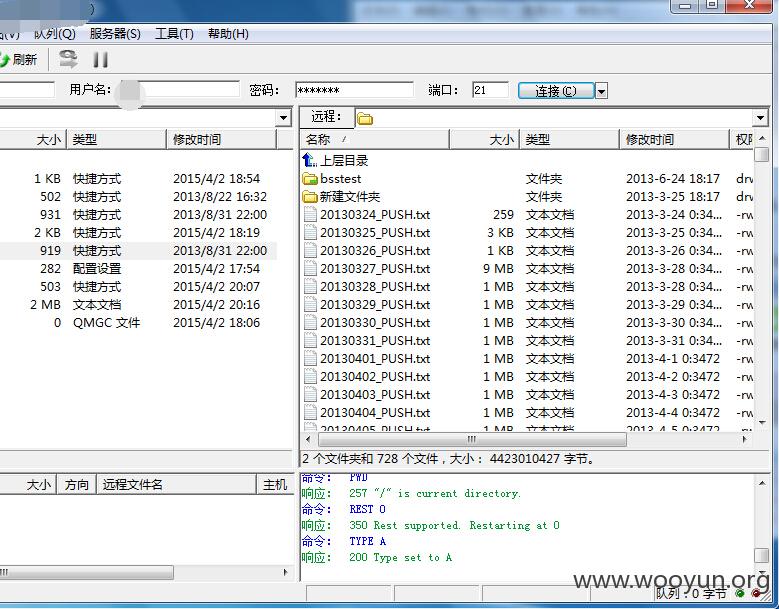 (V) 队列(Q) 服务器(S) 工具(T) 帮助(H)
刷新
用户名: 密码: ******* 端口: 21 连接(C)
远程:
大小 类型 修改时间
1 KB 快捷方式 2015/4/2 18:54
502 快捷方式 2013/8/22 16:32
931 快捷方式 2013/8/31 22:00
2 KB 快捷方式 2015/4/2 18:19
919 快捷方式 2013/8/31 22:00
282 配置设置 2015/4/2 17:54
503 快捷方式 2015/4/2 20:07
2 MB 文本文档 2015/4/2 20:16
0 QMGC 文件 2015/4/2 18:06
名称 / 大小 类型 修改时间 权限
上层目录
bsstest 文件夹 2013-6-24 18:17 drw
新建文件夹 文件夹 2013-3-25 18:17 drw
20130324_PUSH.txt 259 文本文档 2013-3-24 0:34... -rw
20130325_PUSH.txt 3 KB 文本文档 2013-3-25 0:34... -rw
20130326_PUSH.txt 1 KB 文本文档 2013-3-26 0:34... -rw
20130327_PUSH.txt 9 MB 文本文档 2013-3-28 0:34... -rw
20130328_PUSH.txt 1 MB 文本文档 2013-3-28 0:34... -rw
20130329_PUSH.txt 1 MB 文本文档 2013-3-29 0:34... -rw
20130330_PUSH.txt 1 MB 文本文档 2013-3-30 0:34... -rw
20130331_PUSH.txt 1 MB 文本文档 2013-3-31 0:34... -rw
20130401_PUSH.txt 1 MB 文本文档 2013-4-1 0:3472 -rw
20130402_PUSH.txt 1 MB 文本文档 2013-4-2 0:3472 -rw
20130403_PUSH.txt 1 MB 文本文档 2013-4-3 0:3472 -rw
20130404_PUSH.txt 1 MB 文本文档 2013-4-4 0:3472 -rw
20130405_PUSH.txt 1 MB 文本文档 2013-4-5 0:3472 -rw
2 个文件夹和 728 个文件，大小： 4423010427 字节。
大小 方向 远程文件名 主机
命令: PWD
响应: 257 "/" is current directory.
命令: REST 0
响应: 350 Rest supported. Restarting at 0
命令: TYPE A
响应: 200 Type set to A
www.wooyun.org
队列：0 字节